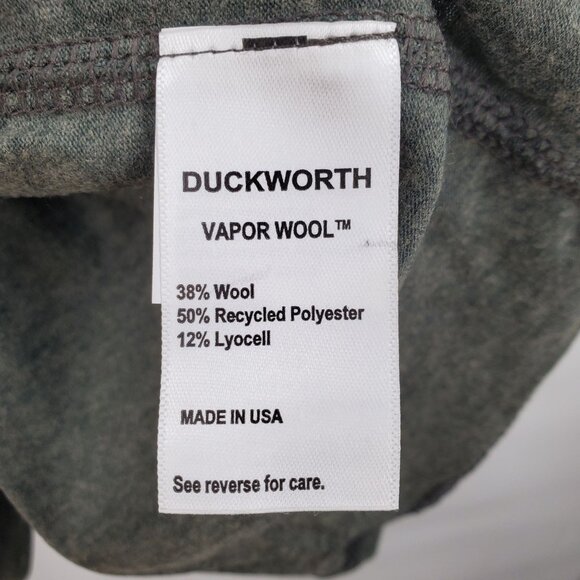 DUCKWORTH
VAPOR WOOL™
38% Wool
50% Recycled Polyester
12% Lyocell
MADE IN USA
See reverse for care.